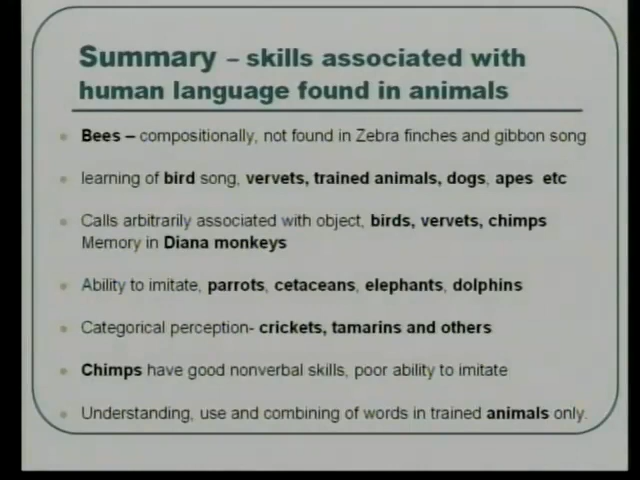 Summary – skills associated with
human language found in animals
Bees – compositionally, not found in Zebra finches and gibbon song
learning of bird song, vervets, trained animals, dogs, apes etc
Calls arbitrarily associated with object, birds, vervets, chimps
Memory in Diana monkeys
Ability to imitate, parrots, cetaceans, elephants, dolphins
Categorical perception- crickets, tamarins and others
Chimps have good nonverbal skills, poor ability to imitate
Understanding, use and combining of words in trained animals only.